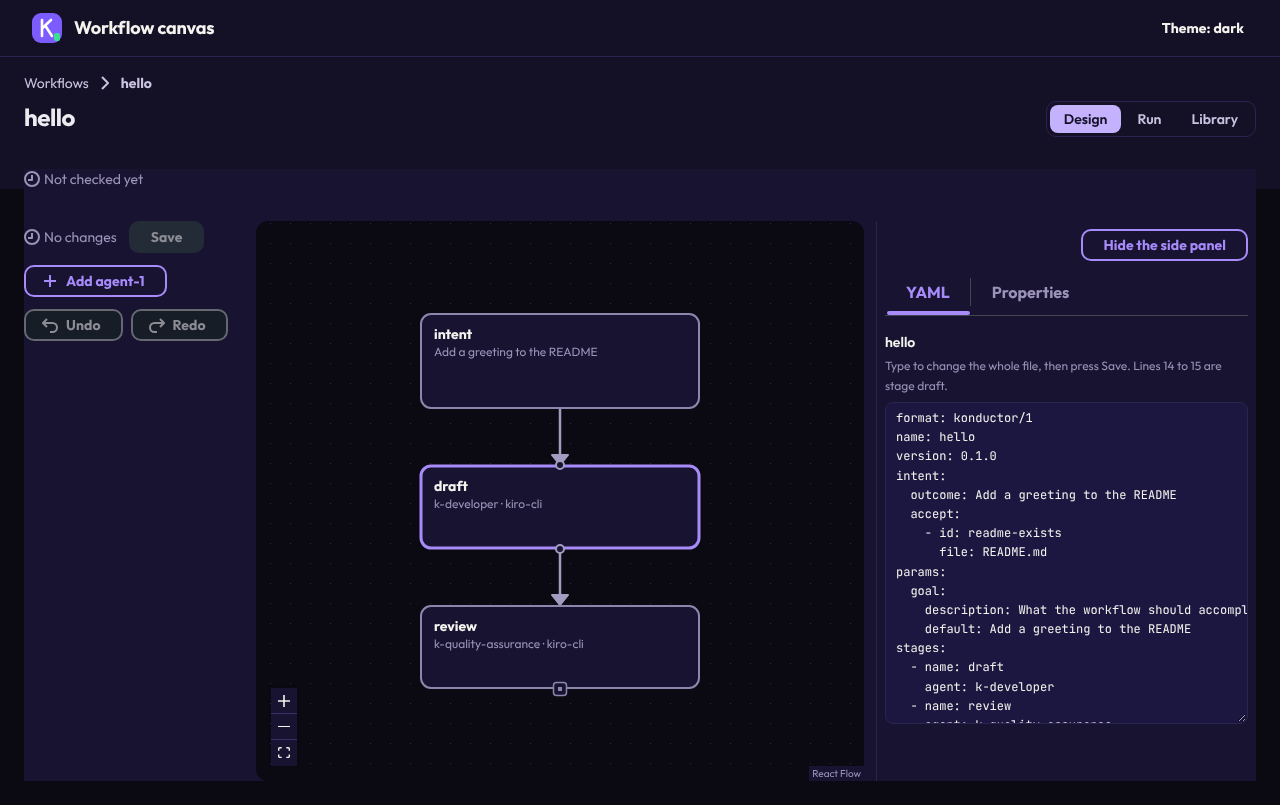 K
Workflow canvas
Theme: dark
Workflows
hello
hello
Design
Run
Library
Not checked yet
No changes
Save
Add agent-1
Undo
Redo
intent
Add a greeting to the README
draft
k-developer · kiro-cli
review
k-quality-assurance · kiro-cli
React Flow
Hide the side panel
YAML
Properties
hello
Type to change the whole file, then press Save. Lines 14 to 15 are
stage draft.
format: konductor/1
name: hello
version: 0.1.0
intent:
  outcome: Add a greeting to the README
  accept:
    - id: readme-exists
      file: README.md
params:
  goal:
    description: What the workflow should accompl
    default: Add a greeting to the README
stages:
  - name: draft
    agent: k-developer
  - name: review
    agent: k-quality-assurance